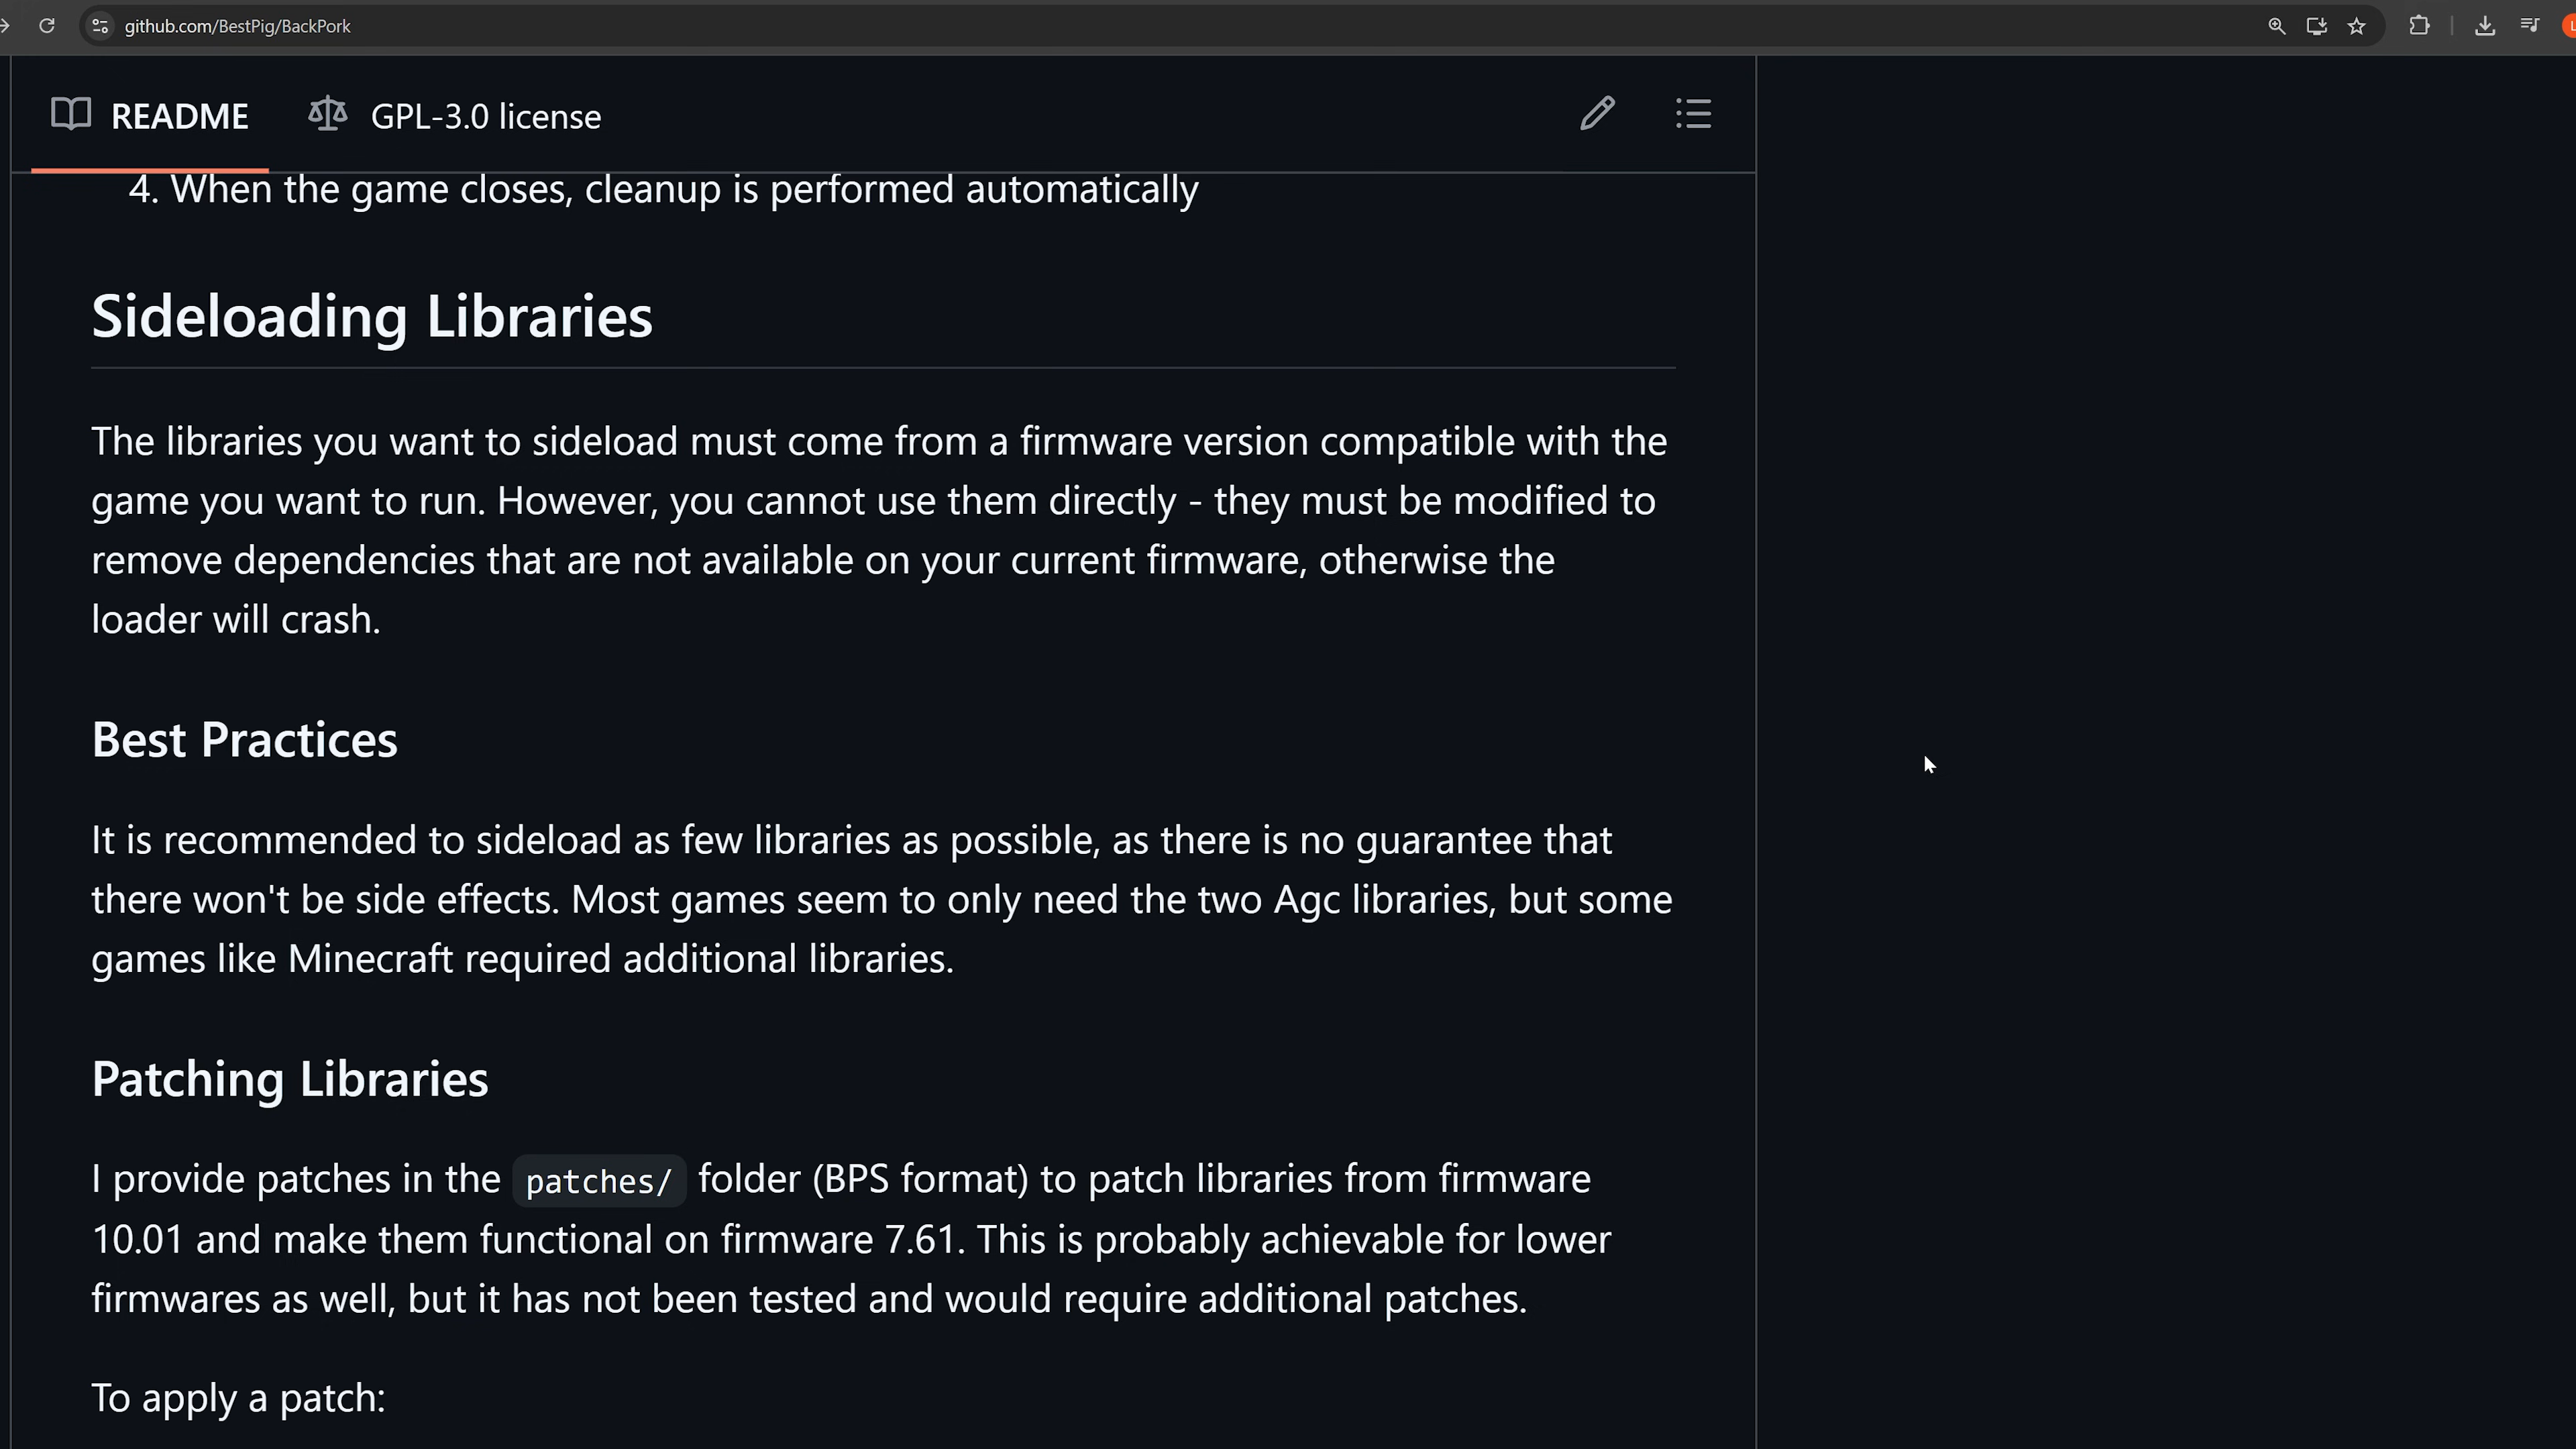 github.com/BestPig/BackPork
README
GPL-3.0 license
4. When the game closes, cleanup is performed automatically
Sideloading Libraries
The libraries you want to sideload must come from a firmware version compatible with the
game you want to run. However, you cannot use them directly - they must be modified to
remove dependencies that are not available on your current firmware, otherwise the
loader will crash.
Best Practices
It is recommended to sideload as few libraries as possible, as there is no guarantee that
there won't be side effects. Most games seem to only need the two Agc libraries, but some
games like Minecraft required additional libraries.
Patching Libraries
I provide patches in the patches/ folder (BPS format) to patch libraries from firmware
10.01 and make them functional on firmware 7.61. This is probably achievable for lower
firmwares as well, but it has not been tested and would require additional patches.
To apply a patch: